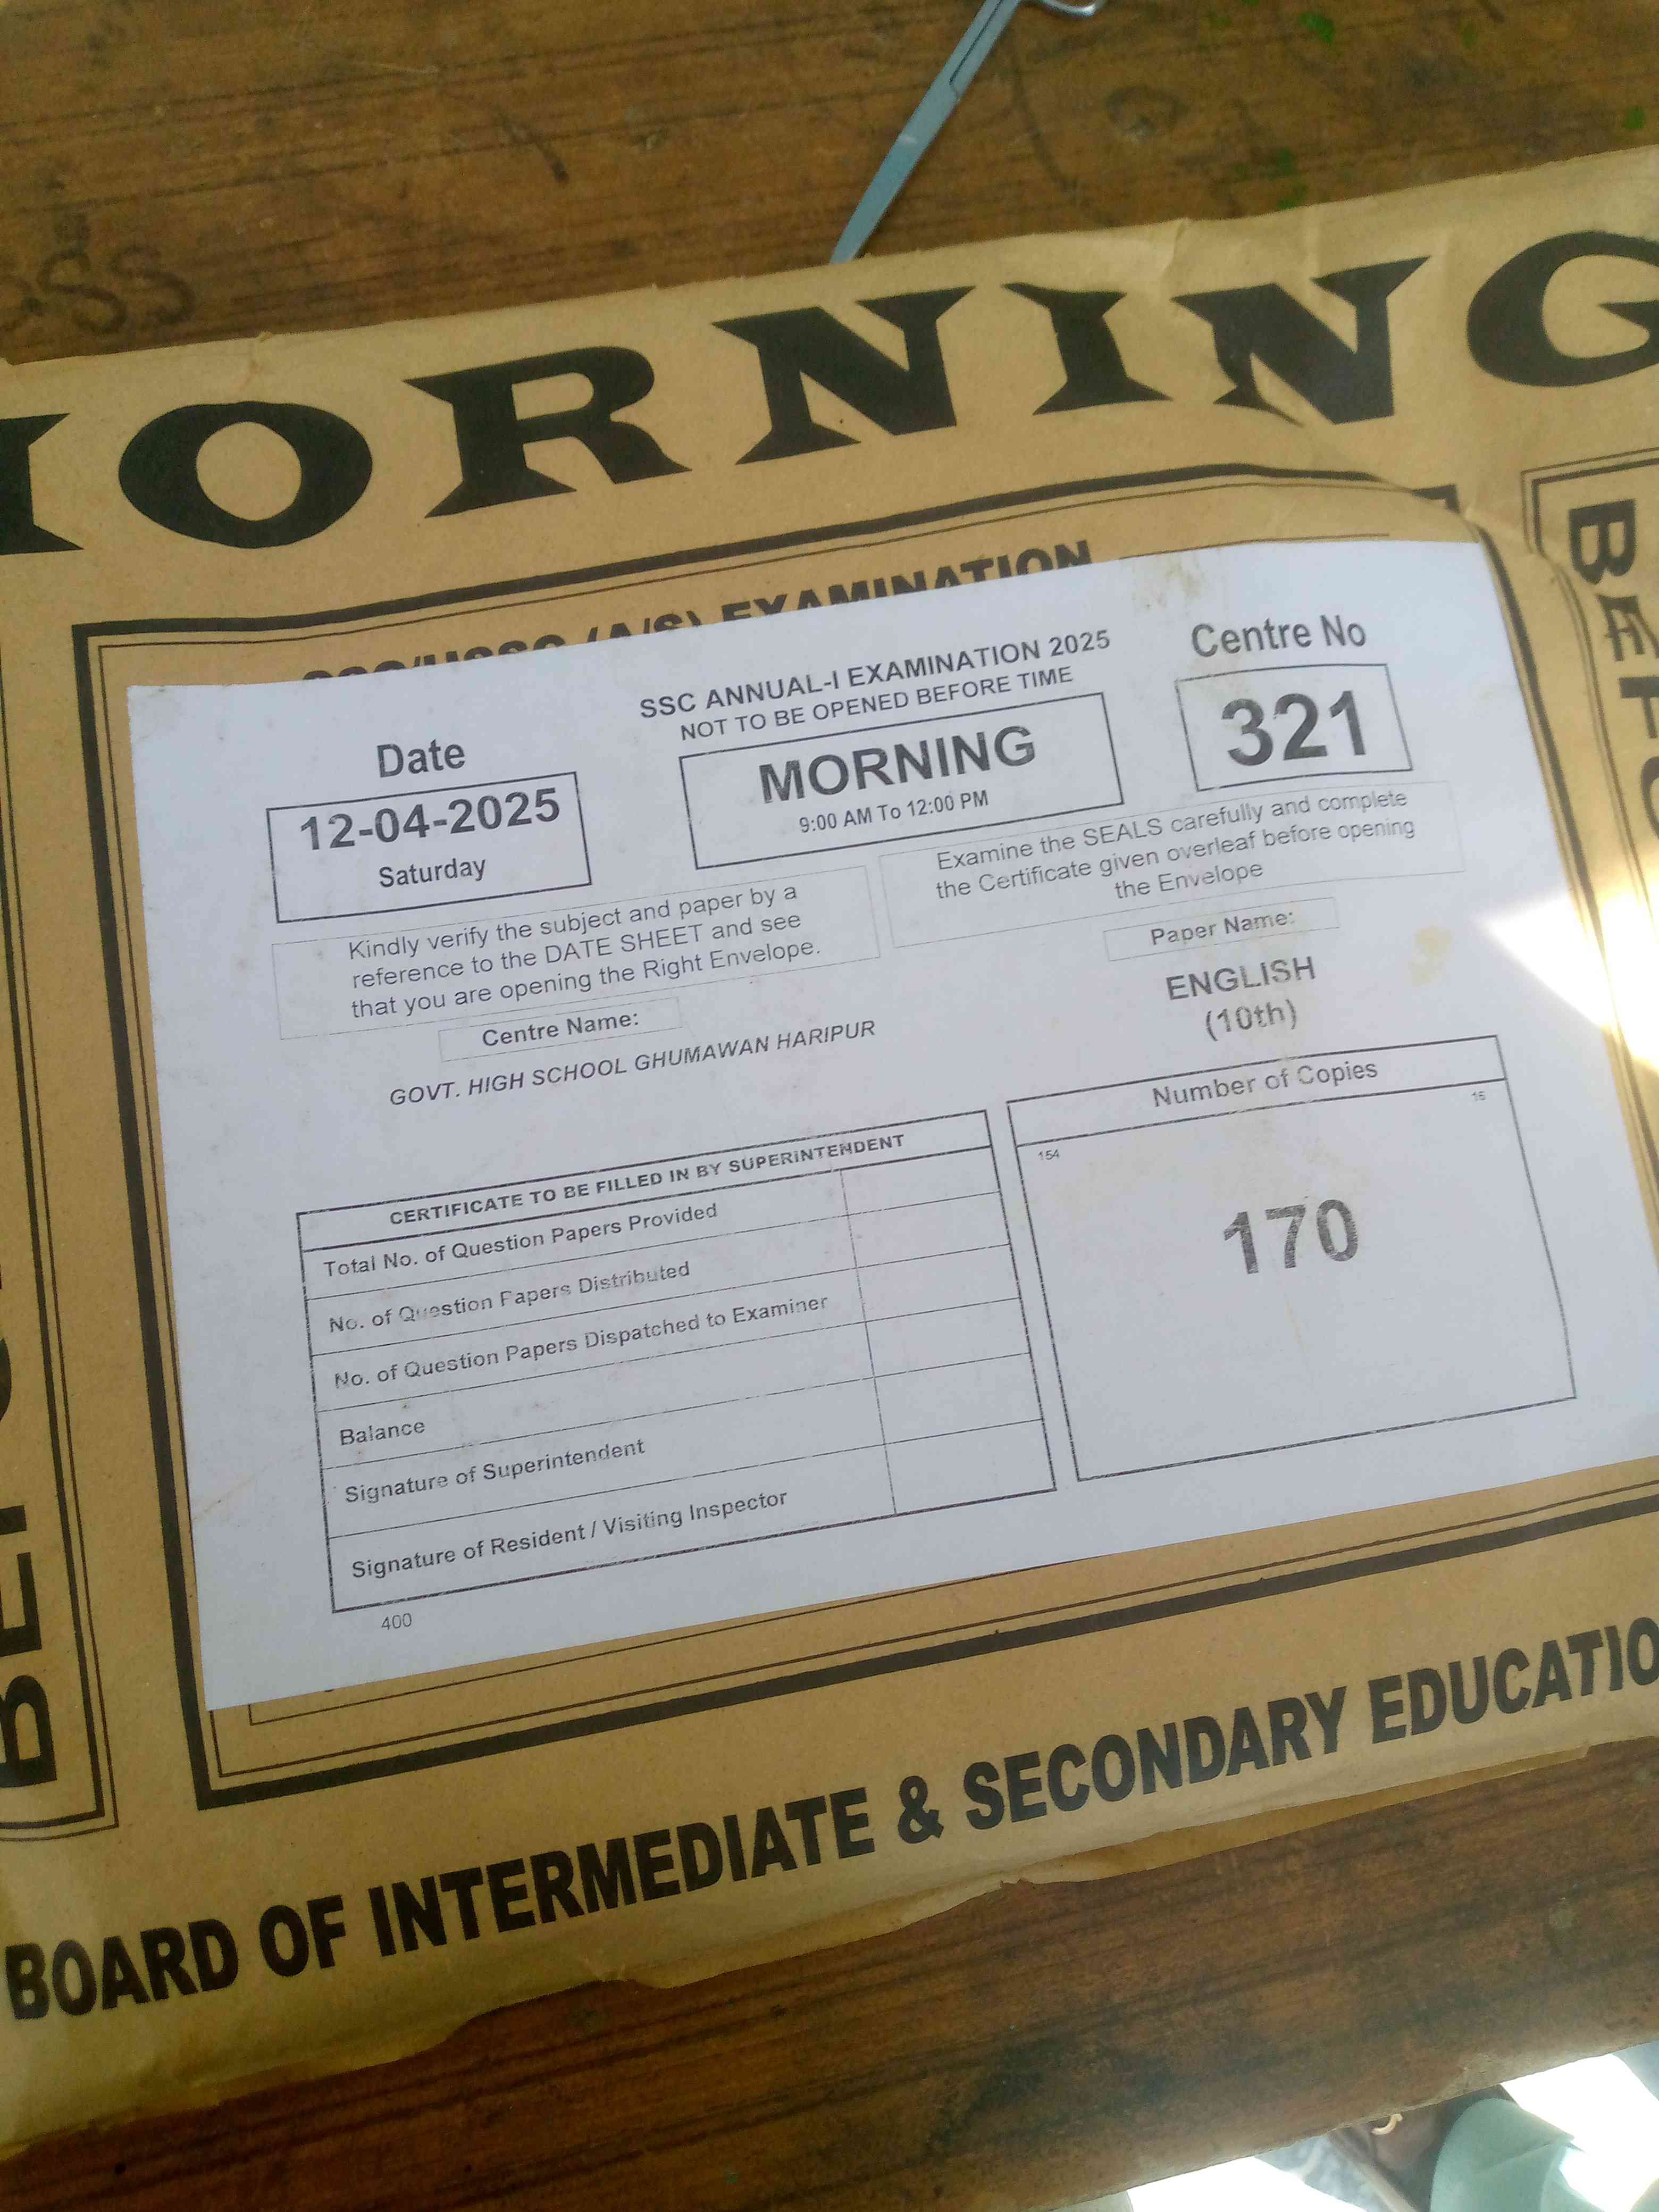 MORNING
SSC/HSSC (A/S) EXAMINATION
SSC ANNUAL-I EXAMINATION 2025
NOT TO BE OPENED BEFORE TIME
Date
12-04-2025
Saturday
MORNING
9:00 AM To 12:00 PM
Centre No
321
Kindly verify the subject and paper by a
reference to the DATE SHEET and see
that you are opening the Right Envelope.
Examine the SEALS carefully and complete
the Certificate given overleaf before opening
the Envelope
Centre Name:
GOVT. HIGH SCHOOL GHUMAWAN HARIPUR
Paper Name:
ENGLISH
(10th)
CERTIFICATE TO BE FILLED IN BY SUPERINTENDENT
Total No. of Question Papers Provided
No. of Question Papers Distributed
No. of Question Papers Dispatched to Examiner
Balance
Signature of Superintendent
Signature of Resident / Visiting Inspector
400
Number of Copies
154
16
170
BOARD OF INTERMEDIATE & SECONDARY EDUCATIO